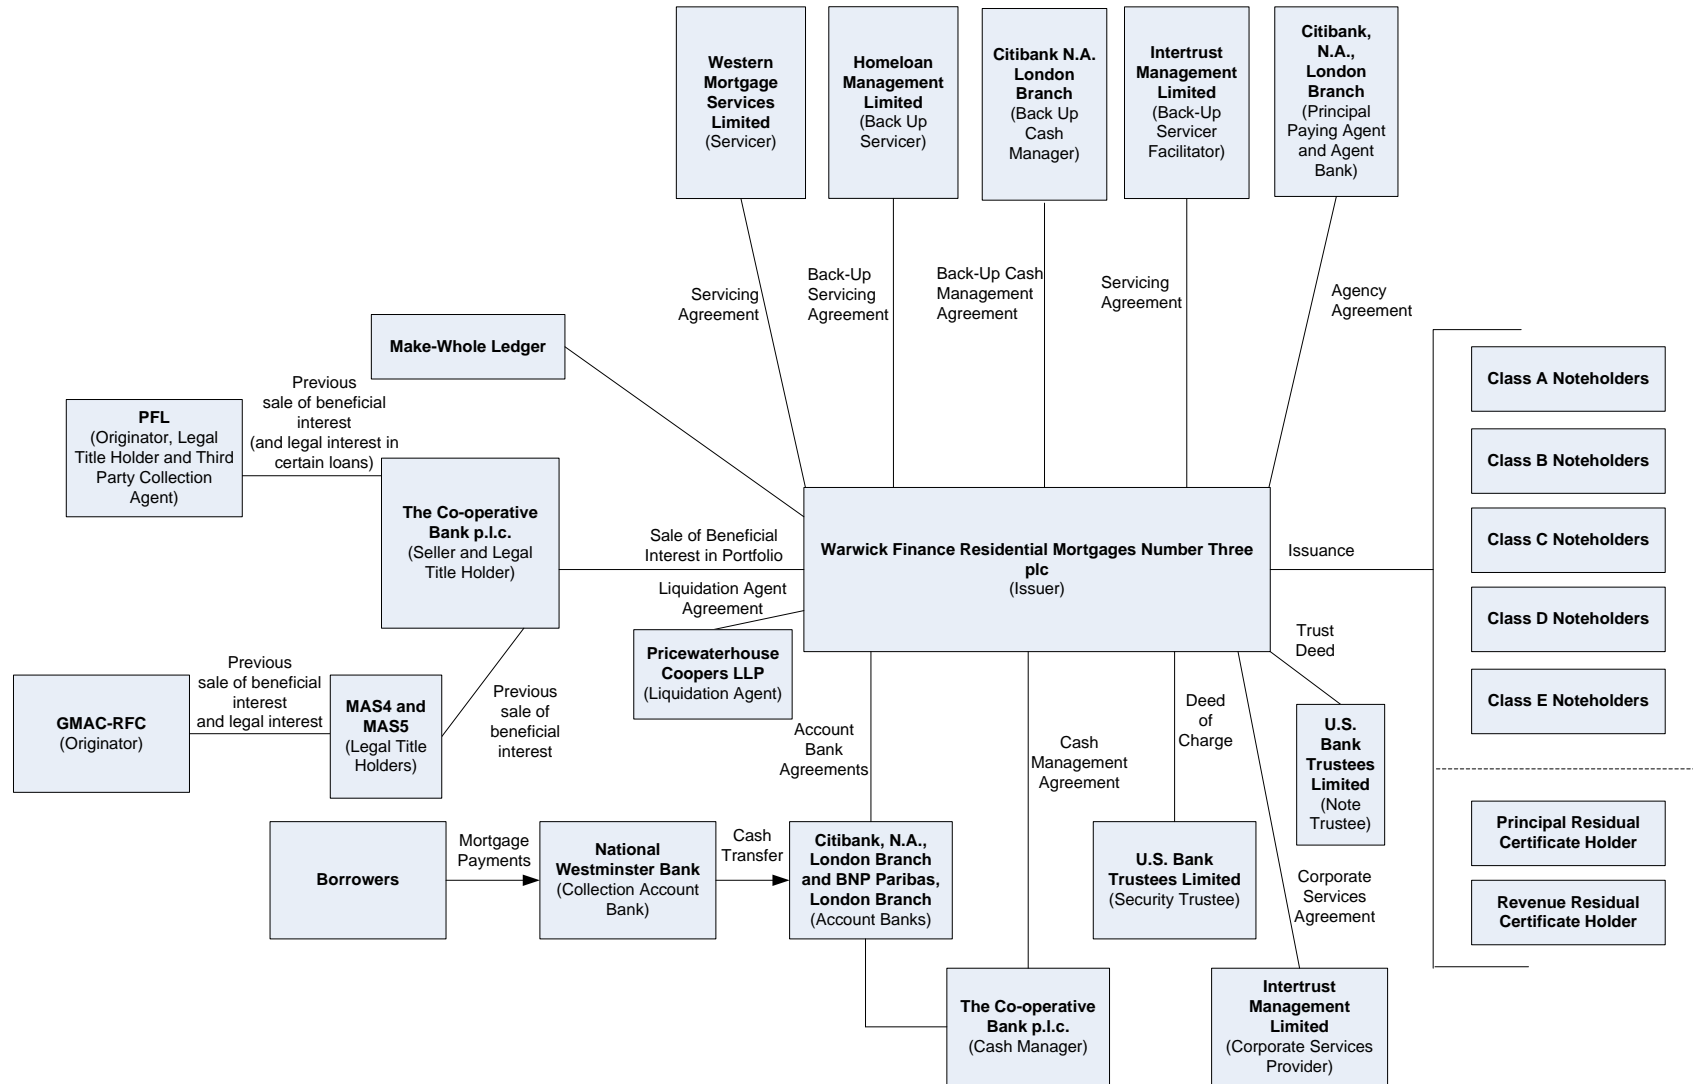 Western
Mortgage
Services
Limited
(Servicer)
Homeloan
Management
Limited
(Back Up
Servicer)
Citibank N.A.
London
Branch
(Back Up
Cash
Manager)
Intertrust
Management
Limited
(Back-Up
Servicer
Facilitator)
Citibank,
N.A.,
London
Branch
(Principal
Paying Agent
and Agent
Bank)
Servicing
Agreement
Back-Up
Servicing
Agreement
Back-Up Cash
Management
Agreement
Servicing
Agreement
Agency
Agreement
Make-Whole Ledger
Previous
sale of beneficial
interest
(and legal interest in
certain loans)
PFL
(Originator, Legal
Title Holder and Third
Party Collection
Agent)
The Co-operative
Bank p.l.c.
(Seller and Legal
Title Holder)
Sale of Beneficial
Interest in Portfolio
Warwick Finance Residential Mortgages Number Three
plc
(Issuer)
Issuance
Class A Noteholders
Class B Noteholders
Class C Noteholders
Class D Noteholders
Class E Noteholders
Liquidation Agent
Agreement
Pricewaterhouse
Coopers LLP
(Liquidation Agent)
Trust
Deed
GMAC-RFC
(Originator)
Previous
sale of beneficial
interest
and legal interest
MAS4 and
MAS5
(Legal Title
Holders)
Previous
sale of
beneficial
interest
Account
Bank
Agreements
Cash
Management
Agreement
Deed
of
Charge
U.S.
Bank
Trustees
Limited
(Note
Trustee)
Principal Residual
Certificate Holder
Revenue Residual
Certificate Holder
Borrowers
Mortgage
Payments
National
Westminster Bank
(Collection Account
Bank)
Cash
Transfer
Citibank, N.A.,
London Branch
and BNP Paribas,
London Branch
(Account Banks)
U.S. Bank
Trustees Limited
(Security Trustee)
Corporate
Services
Agreement
The Co-operative
Bank p.l.c.
(Cash Manager)
Intertrust
Management
Limited
(Corporate Services
Provider)